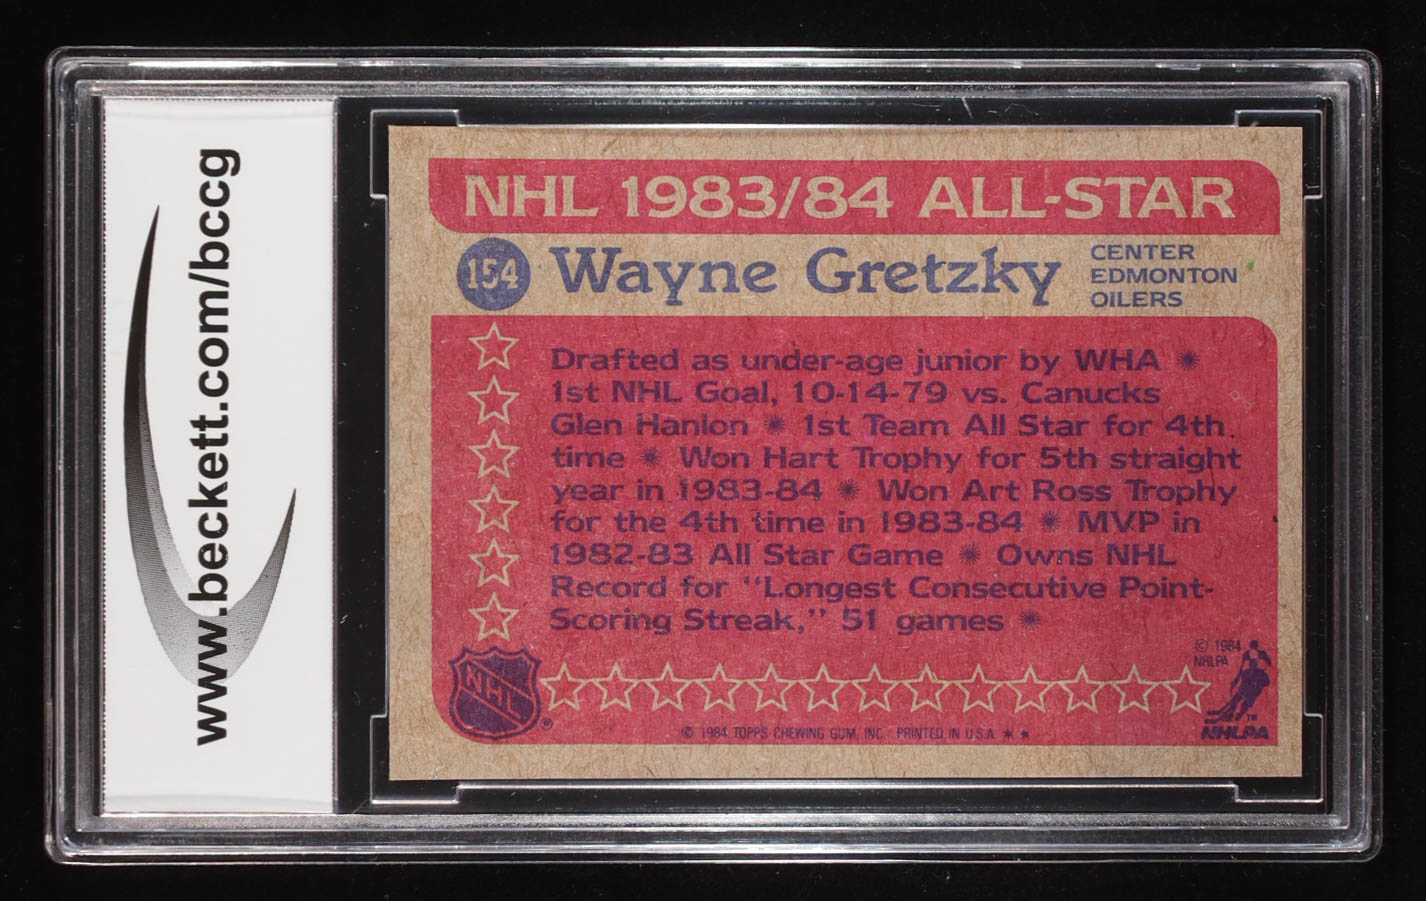 www.beckett.com/bccg
NHL 1983/84 ALL-STAR
154 Wayne Gretzky
CENTER
EDMONTON
OILERS
Drafted as under-age junior by WHA ✺
1st NHL Goal, 10-14-79 vs. Canucks
Glen Hanlon ✺ 1st Team All Star for 4th
time ✺ Won Hart Trophy for 5th straight
year in 1983-84 ✺ Won Art Ross Trophy
for the 4th time in 1983-84 ✺ MVP in
1982-83 All Star Game ✺ Owns NHL
Record for “Longest Consecutive Point-
Scoring Streak,” 51 games ✺
© 1984
NHLPA
NHL ®
TM
NHLPA
© 1984 TOPPS CHEWING GUM, INC. PRINTED IN U.S.A. * *